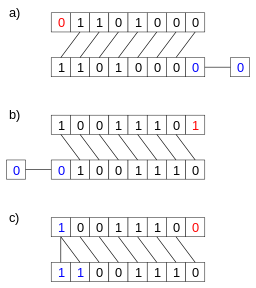 a)
0 1 1 0 1 0 0 0
1 1 0 1 0 0 0 0 0
b)
1 0 0 1 1 1 0 1
0 0 1 0 0 1 1 1 0
c)
1 0 0 1 1 1 0 0
1 1 0 0 1 1 1 0